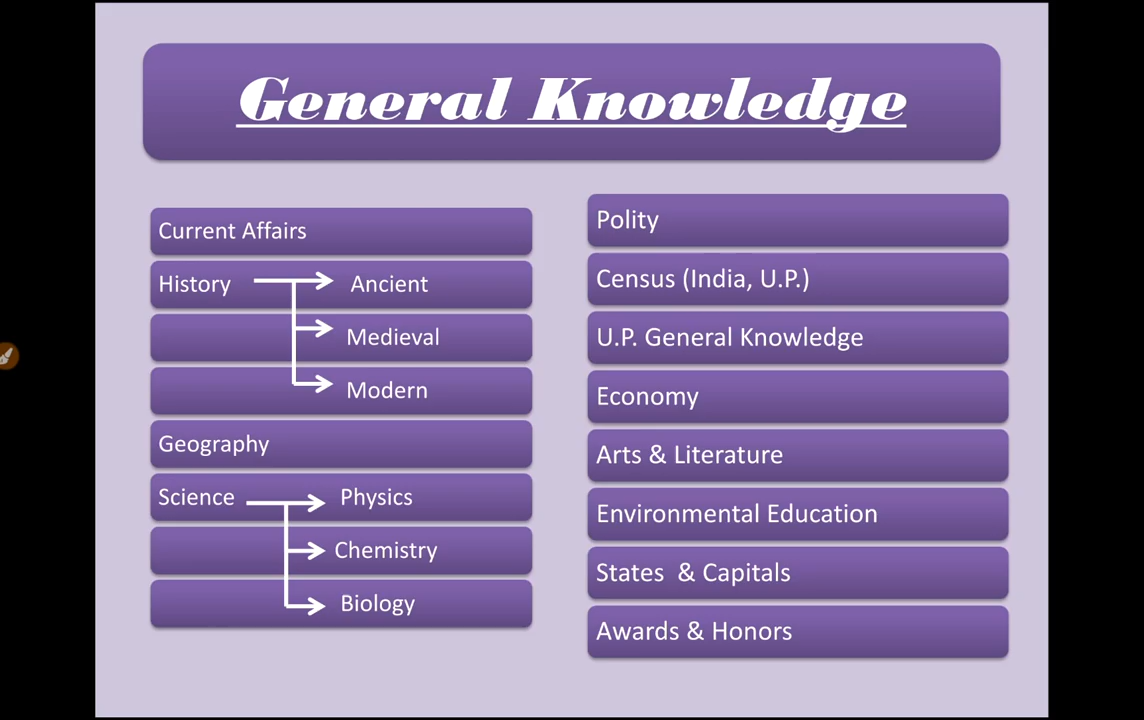 General Knowledge
Current Affairs
History Ancient
Medieval
Modern
Geography
Science Physics
Chemistry
Biology
Polity
Census (India, U.P.)
U.P. General Knowledge
Economy
Arts & Literature
Environmental Education
States & Capitals
Awards & Honors